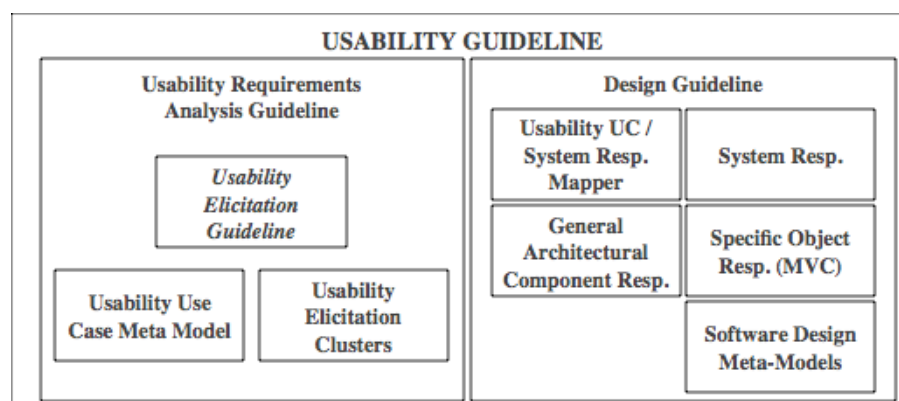 USABILITY GUIDELINE
Usability Requirements
Analysis Guideline
Usability
Elicitation
Guideline
Usability Use
Case Meta Model
Usability
Elicitation
Clusters
Design Guideline
Usability UC /
System Resp.
Mapper
System Resp.
General
Architectural
Component Resp.
Specific Object
Resp. (MVC)
Software Design
Meta-Models